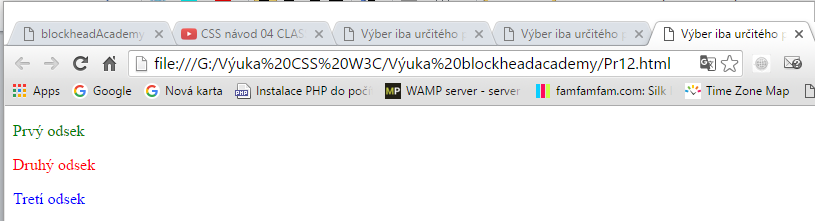 blockheadAcademy
CSS návod 04 CLAS
Výber iba určitého p
Výber iba určitého p
Výber iba určitého p
file:///G:/Výuka%20CSS%20W3C/Výuka%20blockheadacademy/Pr12.html
Apps Google Nová karta Instalace PHP do počí WAMP server - server famfamfam.com: Silk Time Zone Map
Prvý odsek
Druhý odsek
Tretí odsek